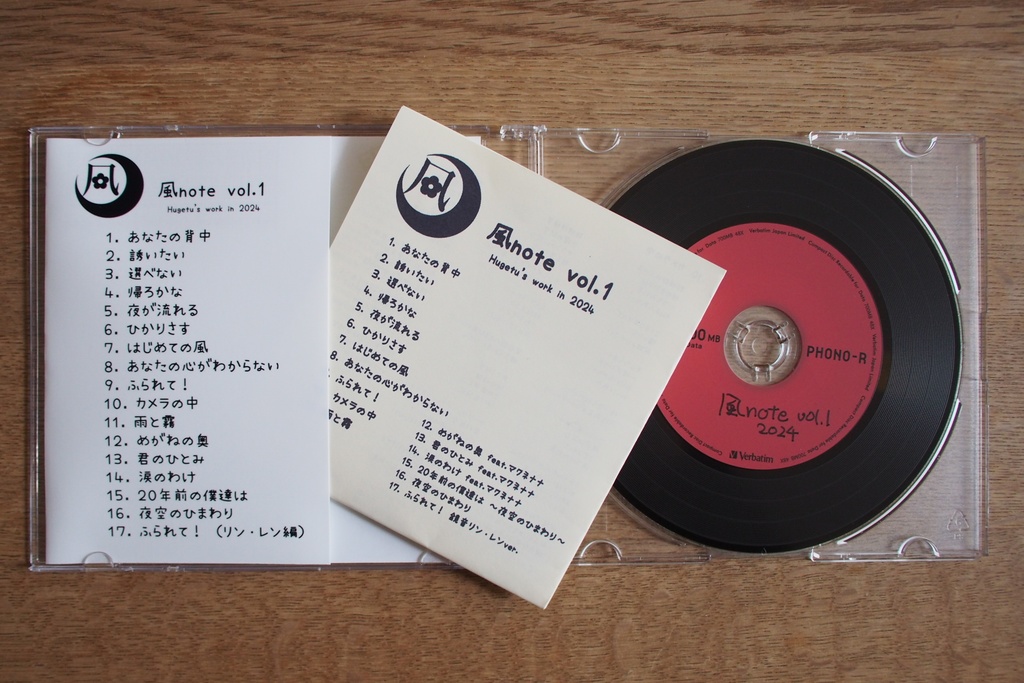 風
風note vol.1
Hugetu's work in 2024
1. あなたの背中
2. 誘いたい
3. 選べない
4. 帰ろかな
5. 夜が流れる
6. ひかりさす
7. はじめての風
8. あなたの心がわからない
9. ふられて！
10. カメラの中
11. 雨と霧
12. めがねの奥
13. 君のひとみ
14. 涙のわけ
15. 20年前の僕達は
16. 夜空のひまわり
17. ふられて！（リン・レン編）
風note vol.1
Hugetu's work in 2024
1. あなたの背中
2. 誘いたい
3. 選べない
4. 帰ろかな
5. 夜が流れる
6. ひかりさす
7. はじめての風
8. あなたの心がわからない
. ふられて！
カメラの中
雨と霧
12. めがねの奥 feat.マクネナナ
13. 君のひとみ feat.マクネナナ
14. 涙のわけ feat.マクネナナ
15. 20年前の僕達は ～夜空のひまわり～
16. 夜空のひまわり
17. ふられて！ 鏡音リン・レンver.
00 MB
Data
PHONO-R
風note vol.1
2024
Verbatim